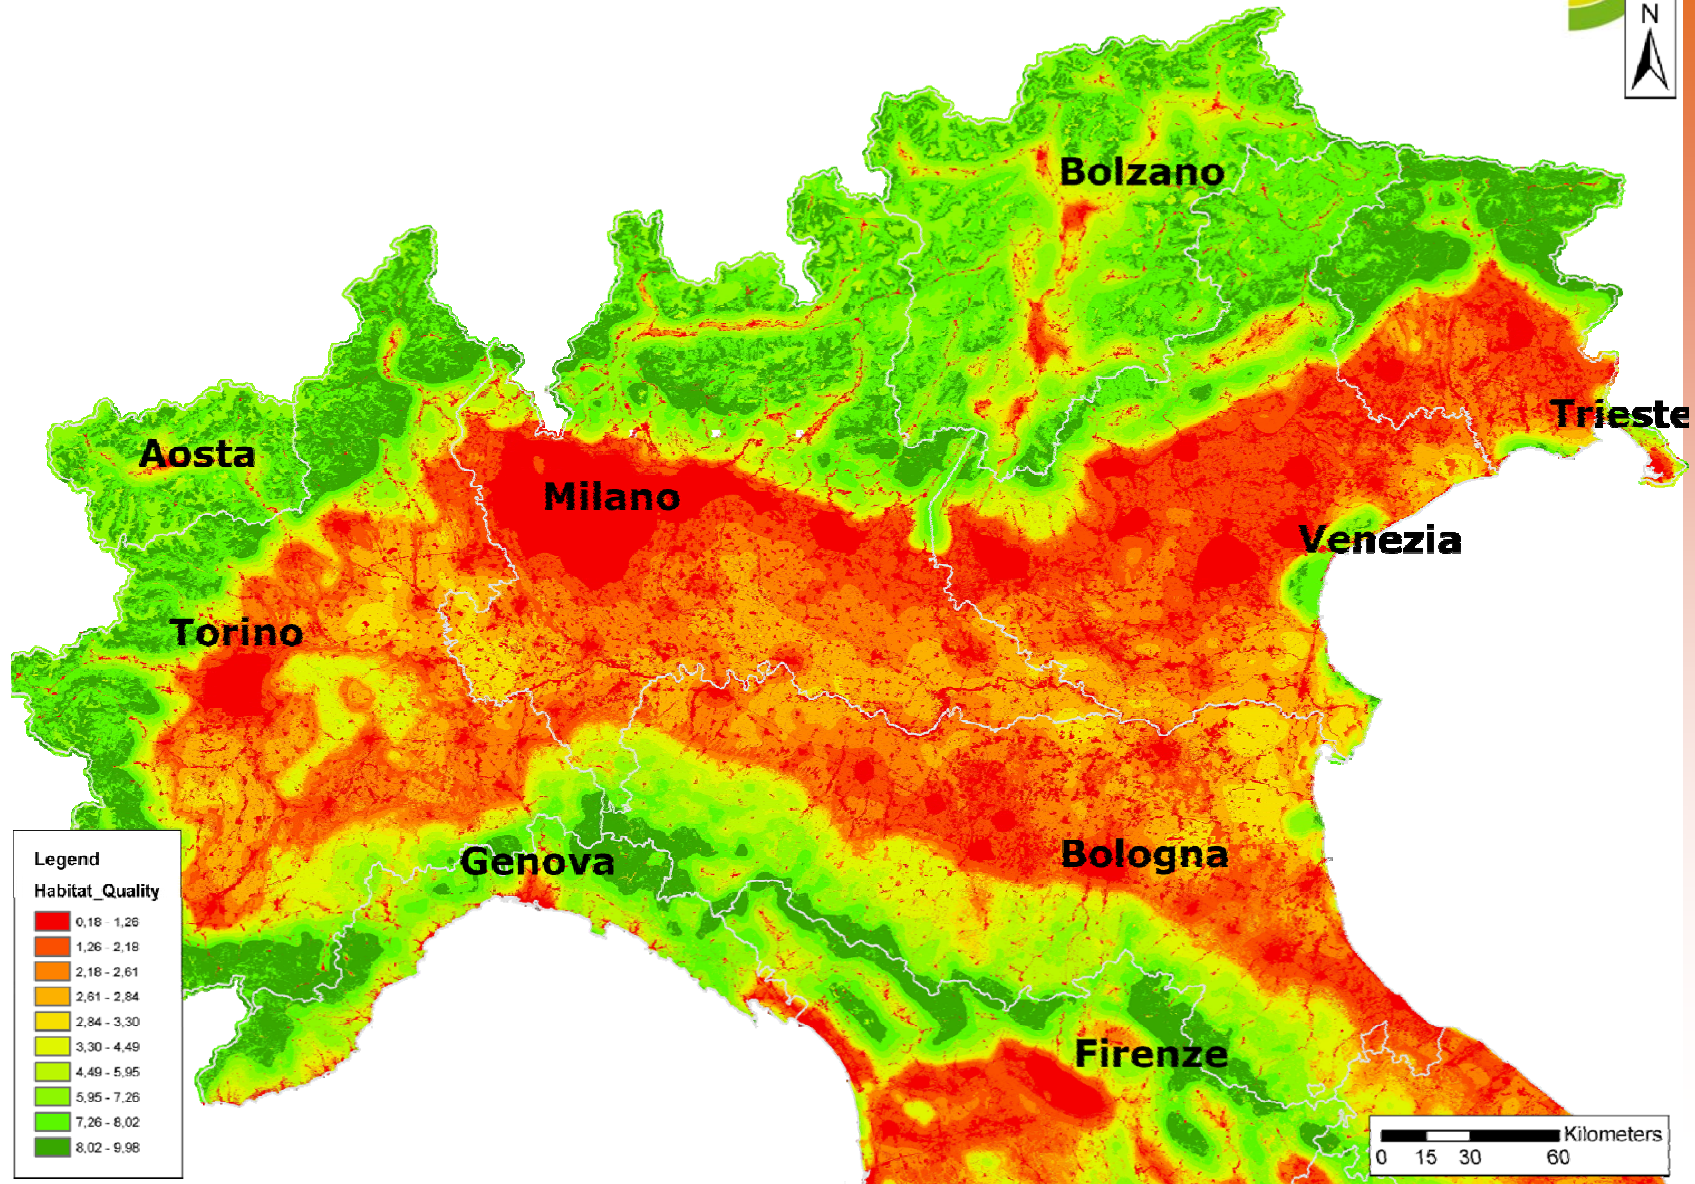 N
Bolzano
Trieste
Aosta
Milano
Venezia
Torino
Bologna
Genova
Firenze
Legend
Habitat_Quality
0,18 - 1,26
1,26 - 2,18
2,18 - 2,61
2,61 - 2,84
2,84 - 3,30
3,30 - 4,49
4,49 - 5,95
5,95 - 7,26
7,26 - 8,02
8,02 - 9,98
Kilometers
0 15 30 60